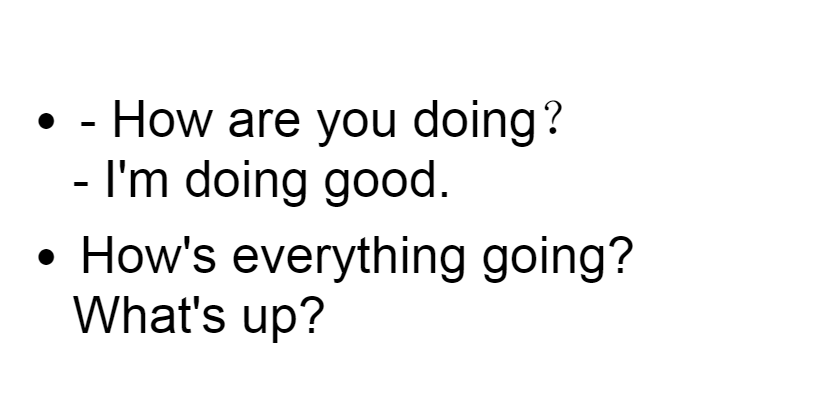 • - How are you doing？
- I'm doing good.
• How's everything going?
What's up?